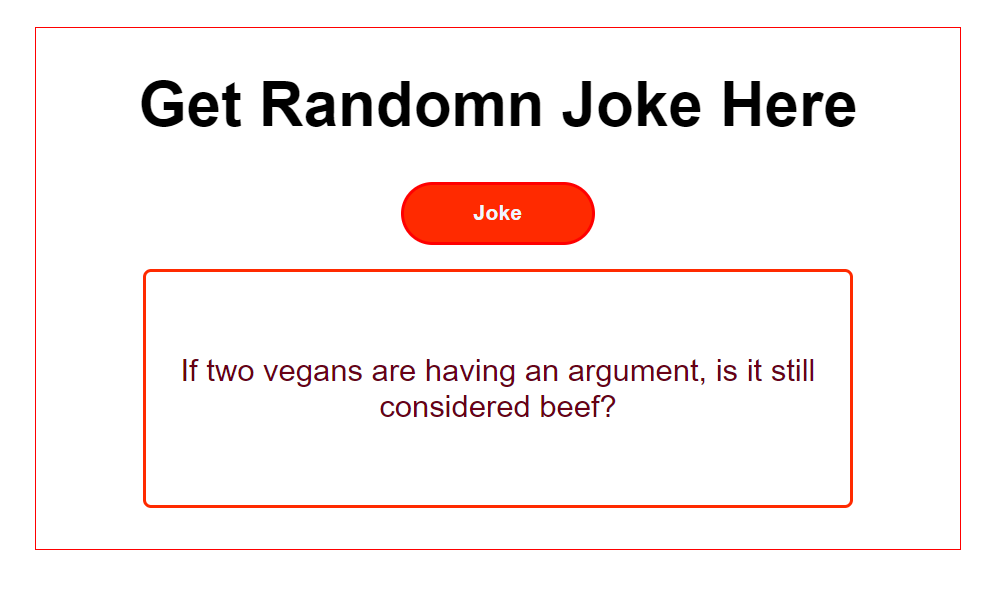 Get Randomn Joke Here
Joke
If two vegans are having an argument, is it still
considered beef?